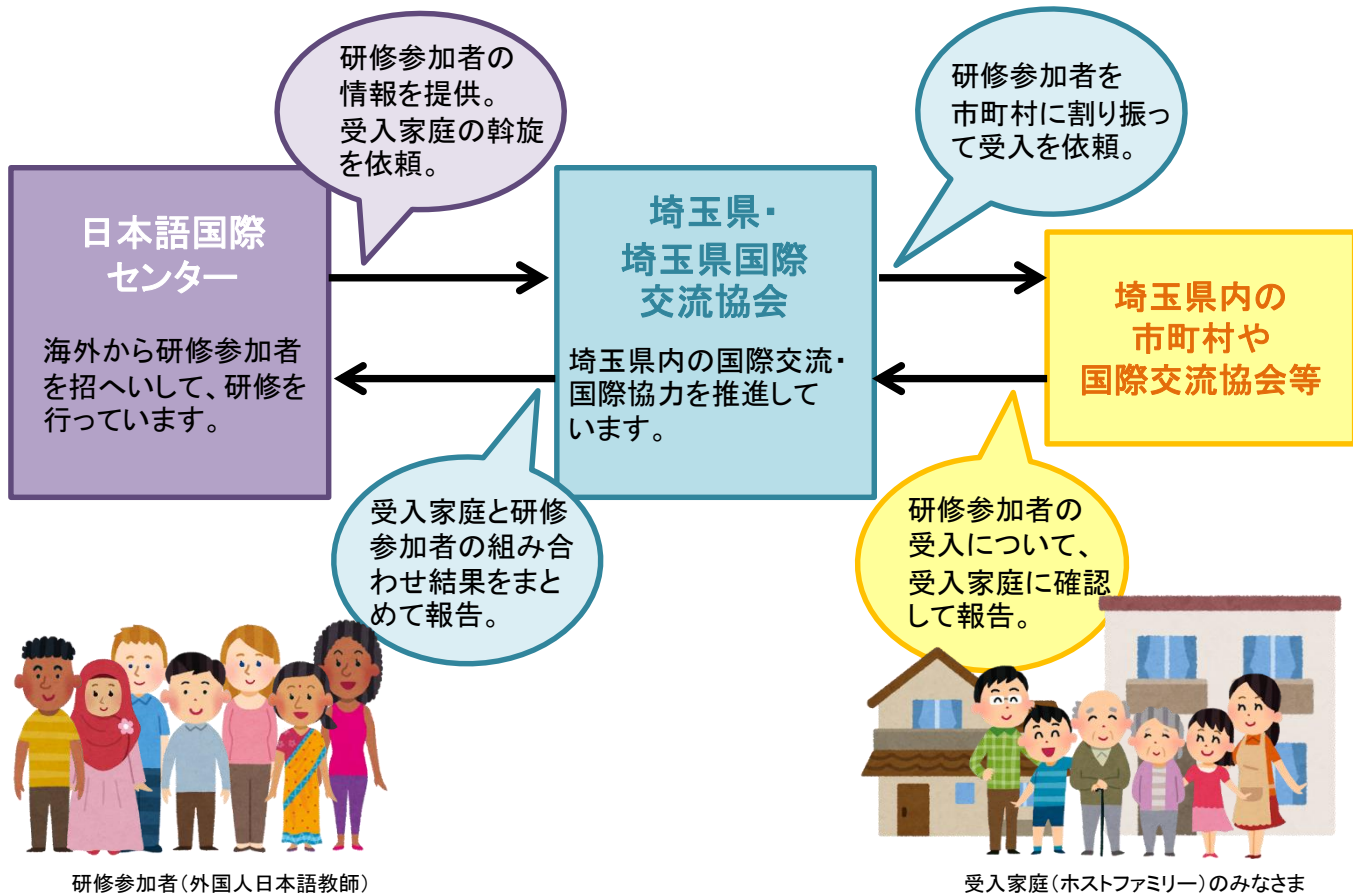 研修参加者の
情報を提供。
受入家庭の斡旋
を依頼。
研修参加者を
市町村に割り振っ
て受入を依頼。
日本語国際
センター
海外から研修参加者
を招へいして、研修を
行っています。
埼玉県・
埼玉県国際
交流協会
埼玉県内の国際交流・
国際協力を推進して
います。
埼玉県内の
市町村や
国際交流協会等
受入家庭と研修
参加者の組み合
わせ結果をまと
めて報告。
研修参加者の
受入について、
受入家庭に確認
して報告。
研修参加者（外国人日本語教師）
受入家庭（ホストファミリー）のみなさま